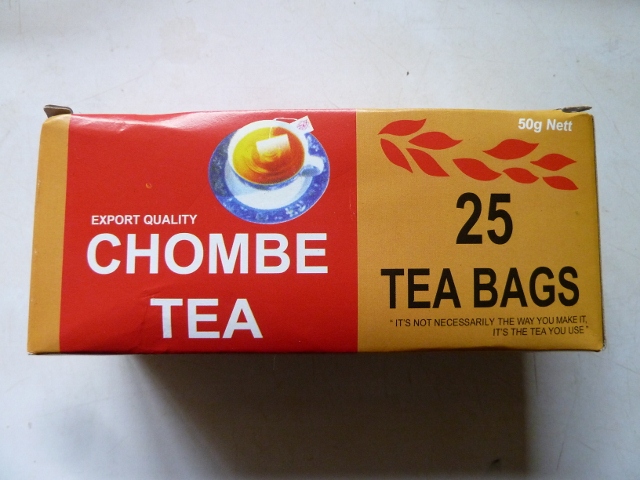 50g Nett
EXPORT QUALITY
CHOMBE
TEA
25
TEA BAGS
" IT'S NOT NECESSARILY THE WAY YOU MAKE IT,
IT'S THE TEA YOU USE "